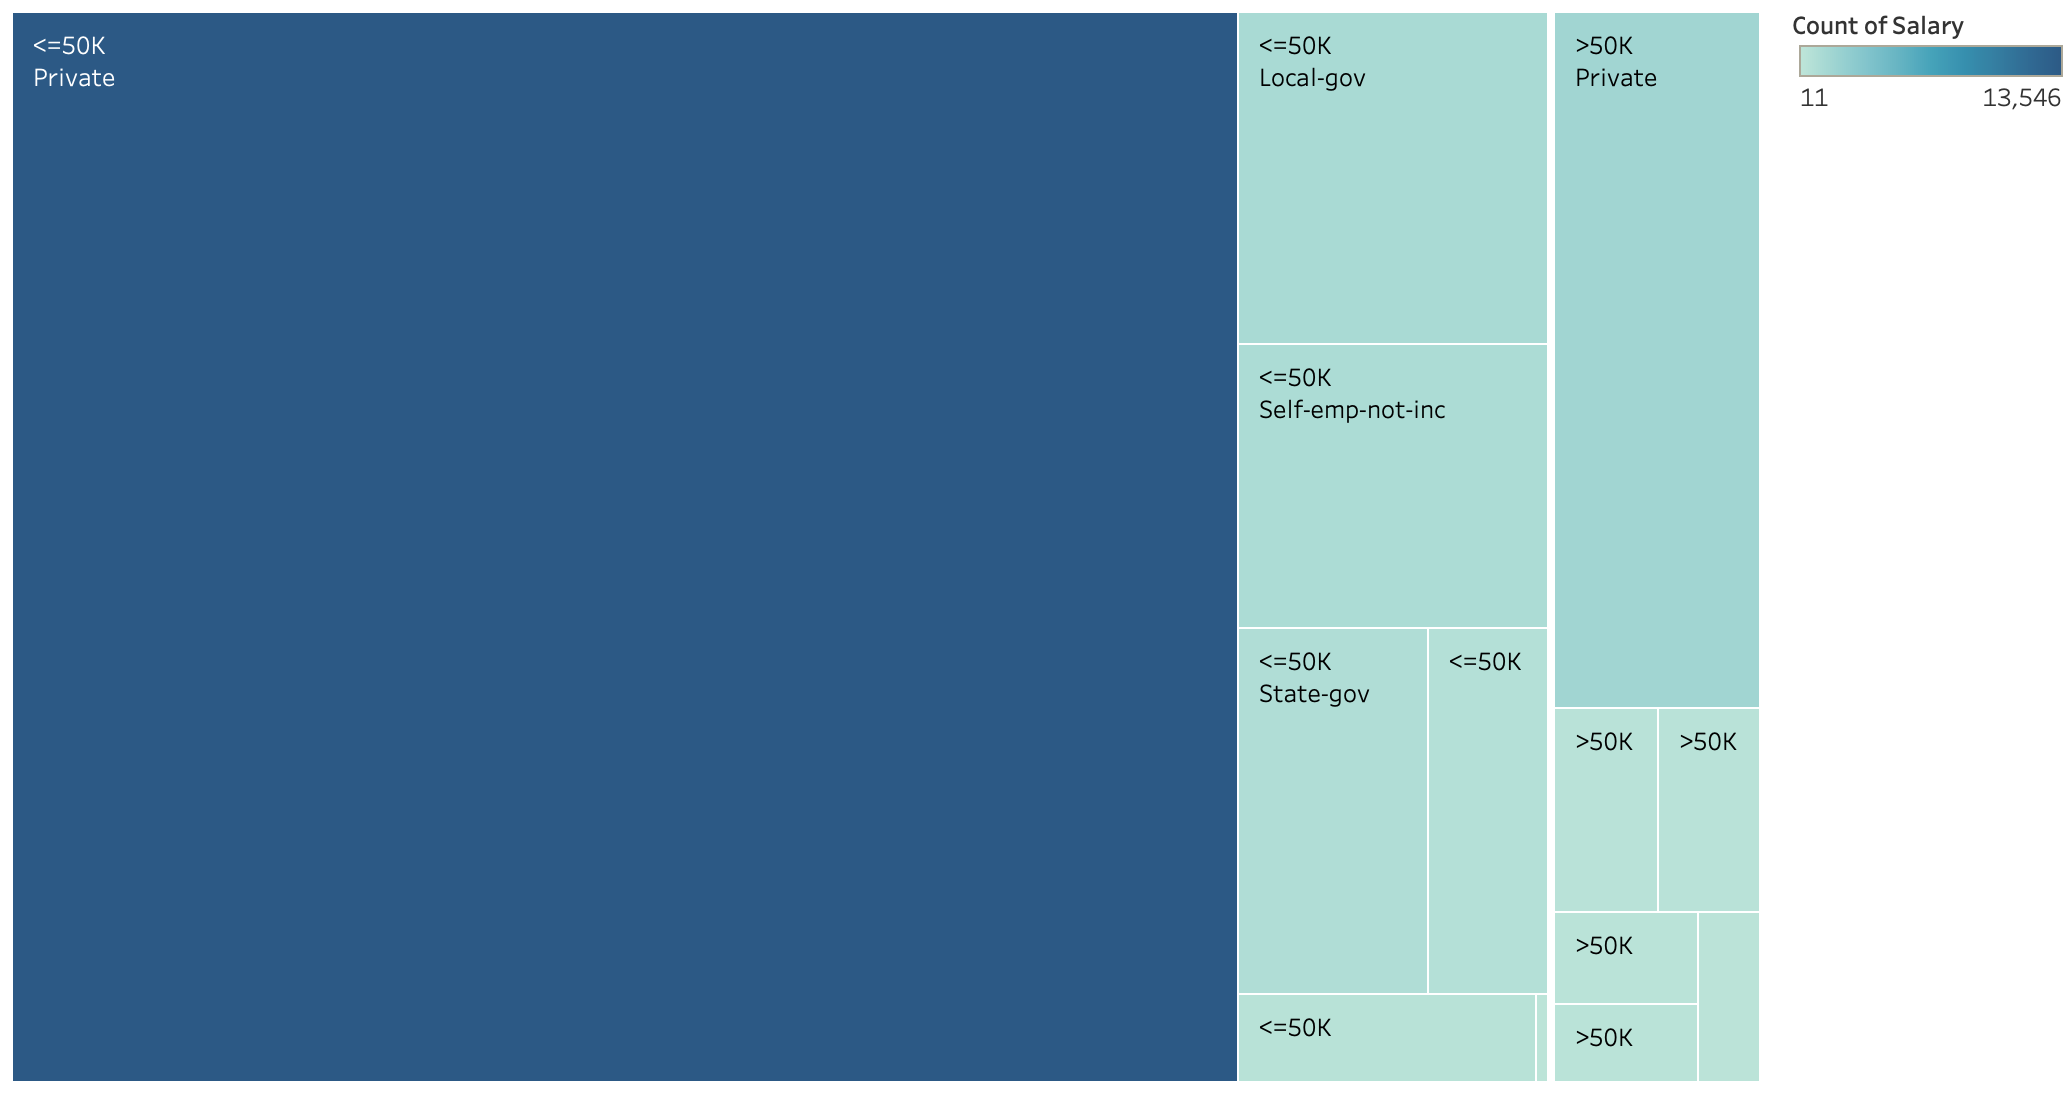 <=50K
Private
<=50K
Local-gov
<=50K
Self-emp-not-inc
<=50K
State-gov
<=50K
<=50K
>50K
Private
>50K
>50K
>50K
>50K
Count of Salary
11
13,546